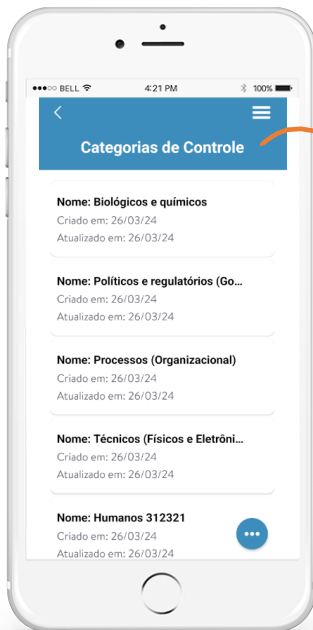 BELL 4:21 PM 100%
Categorias de Controle
Nome: Biológicos e químicos
Criado em: 26/03/24
Atualizado em: 26/03/24
Nome: Políticos e regulatórios (Go...
Criado em: 26/03/24
Atualizado em: 26/03/24
Nome: Processos (Organizacional)
Criado em: 26/03/24
Atualizado em: 26/03/24
Nome: Técnicos (Físicos e Eletrôni...
Criado em: 26/03/24
Atualizado em: 26/03/24
Nome: Humanos 312321
Criado em: 26/03/24
Atualizado em: 26/03/24